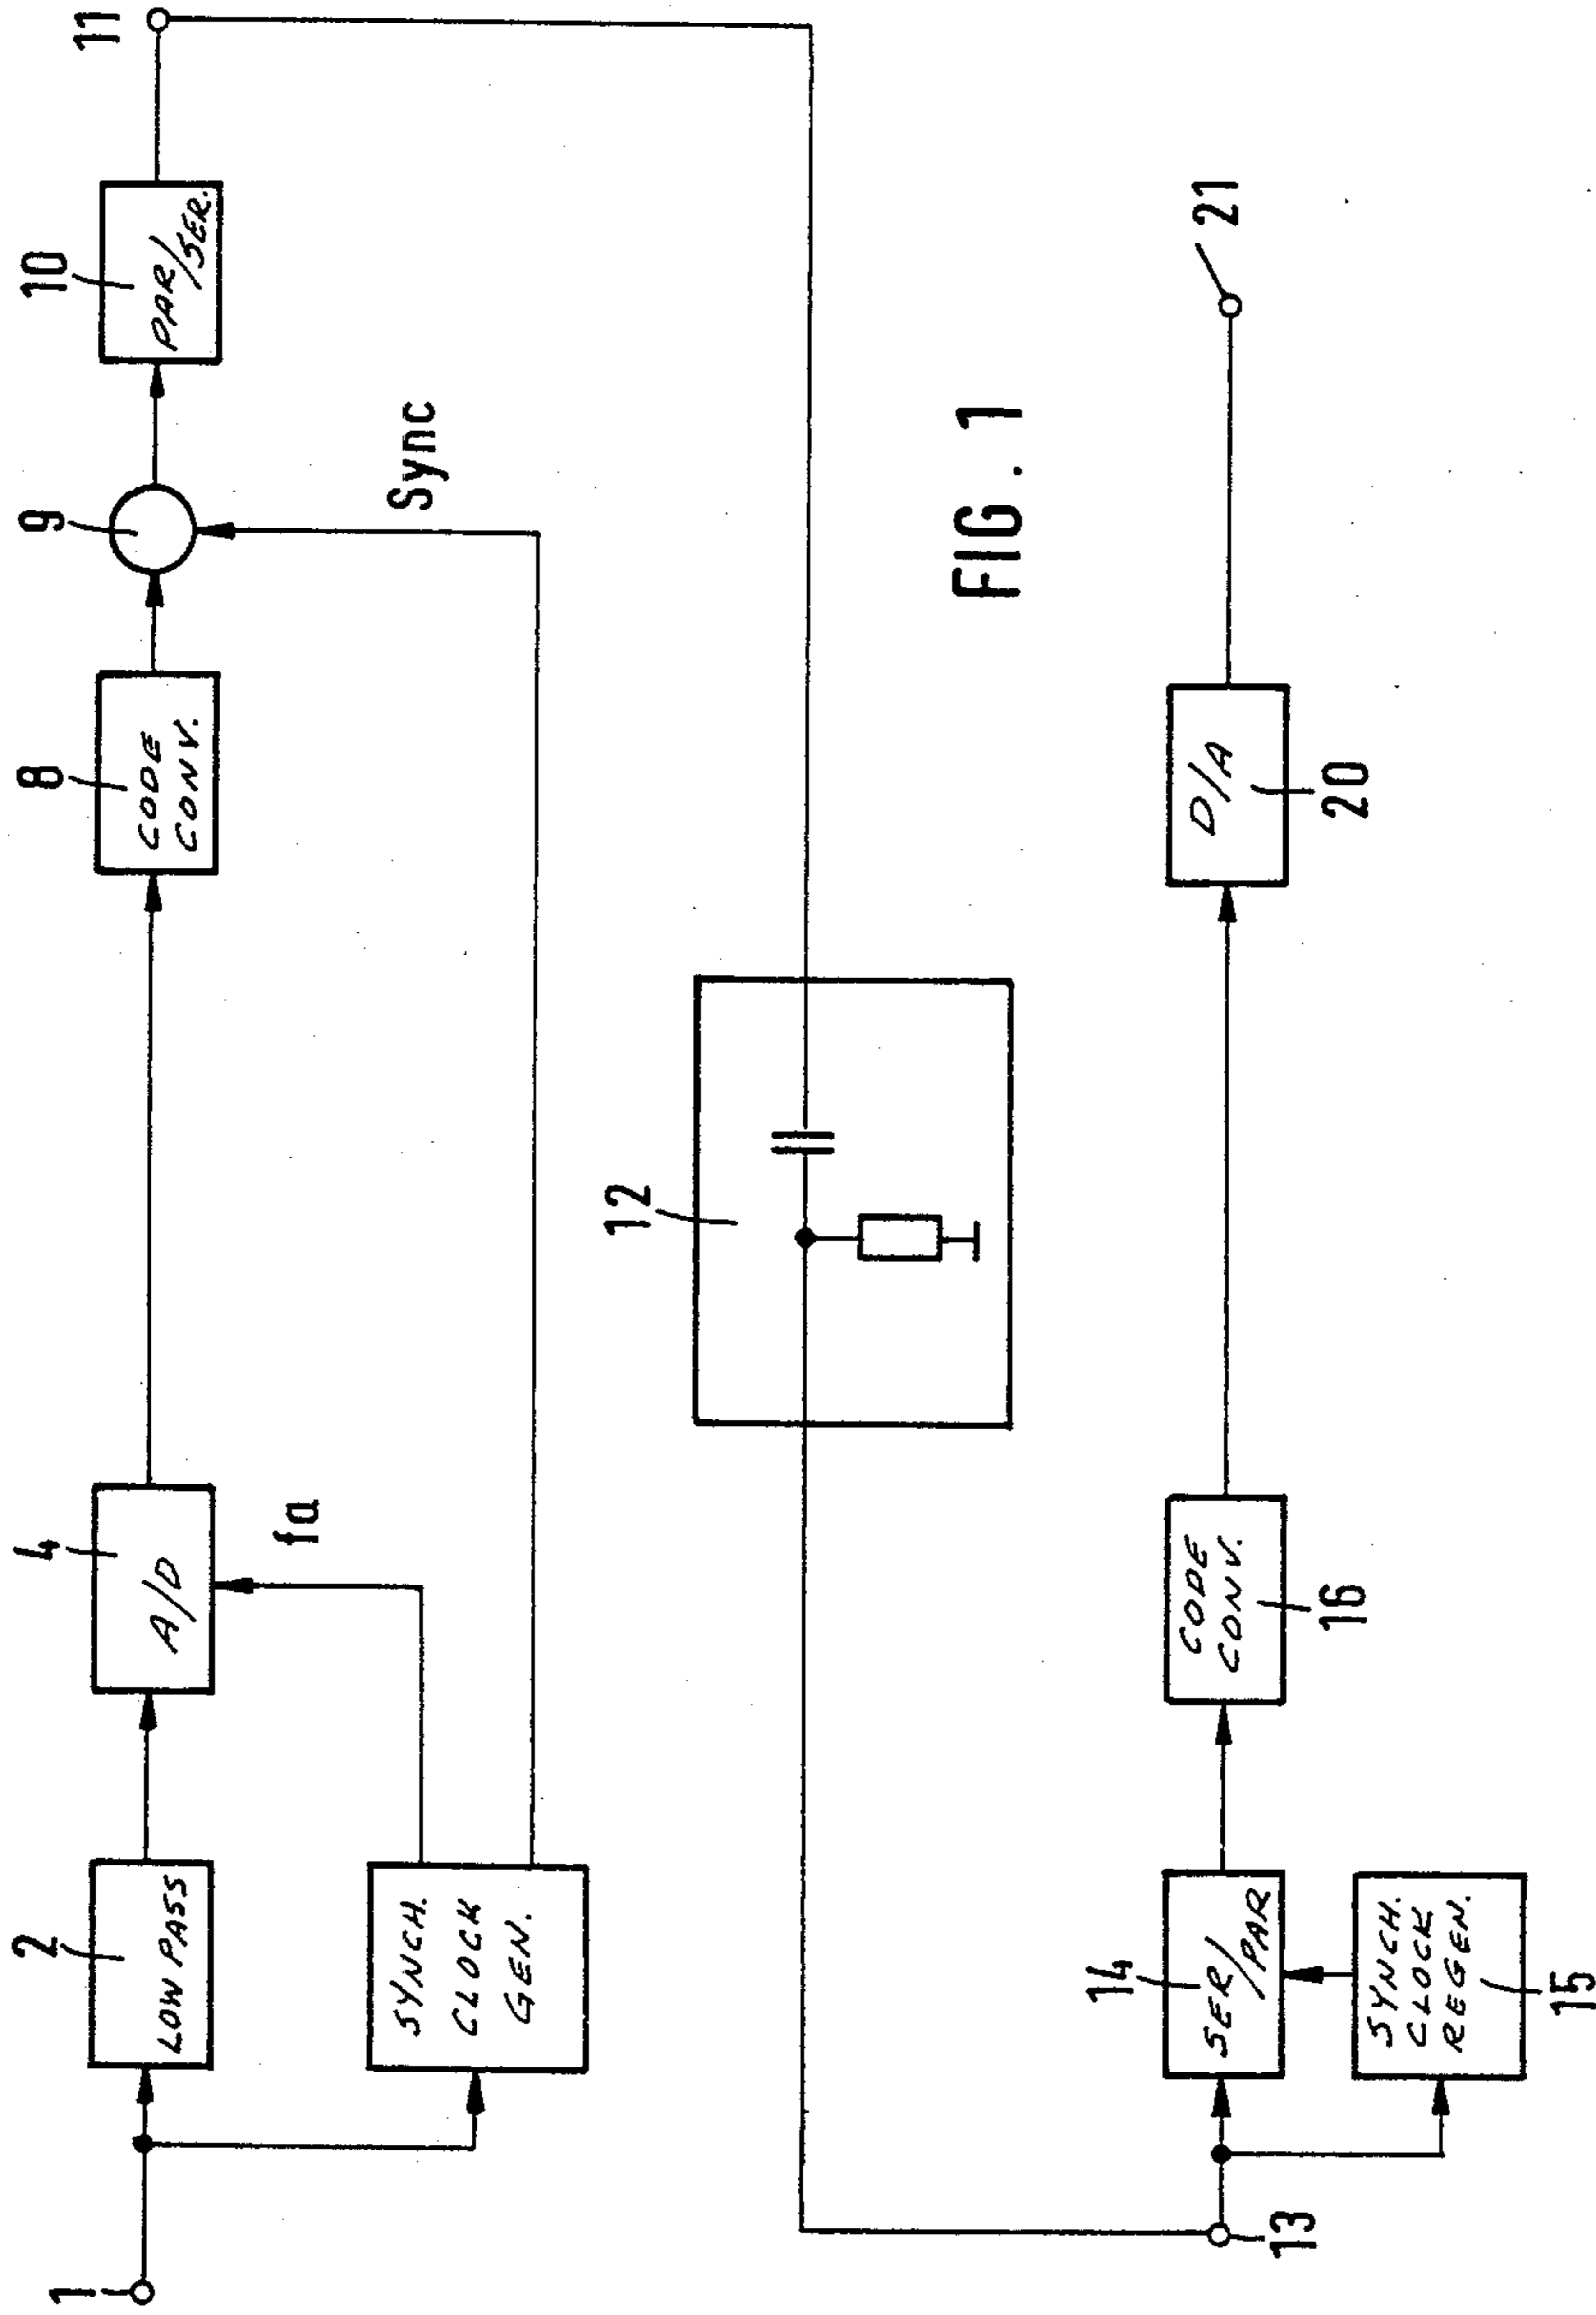 1
2
LOW PASS
4
A/D
8
CODE
CONV.
9
10
PAR/
SER.
11
SYNCH.
CLOCK
GEN.
fa
Sync
12
FIG. 1
13
14
SER/
PAR
SYNCH.
CLOCK
REGEN.
15
CODE
CONV.
16
D/A
20
21